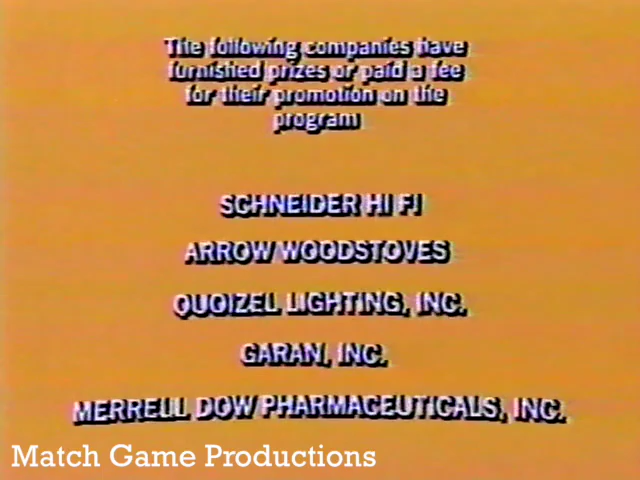 The following companies have
furnished prizes or paid a fee
for their promotion on the
program
SCHNEIDER HI FI
ARROW WOODSTOVES
QUOIZEL LIGHTING, INC.
GARAN, INC.
MERRELL DOW PHARMACEUTICALS, INC.
Match Game Productions